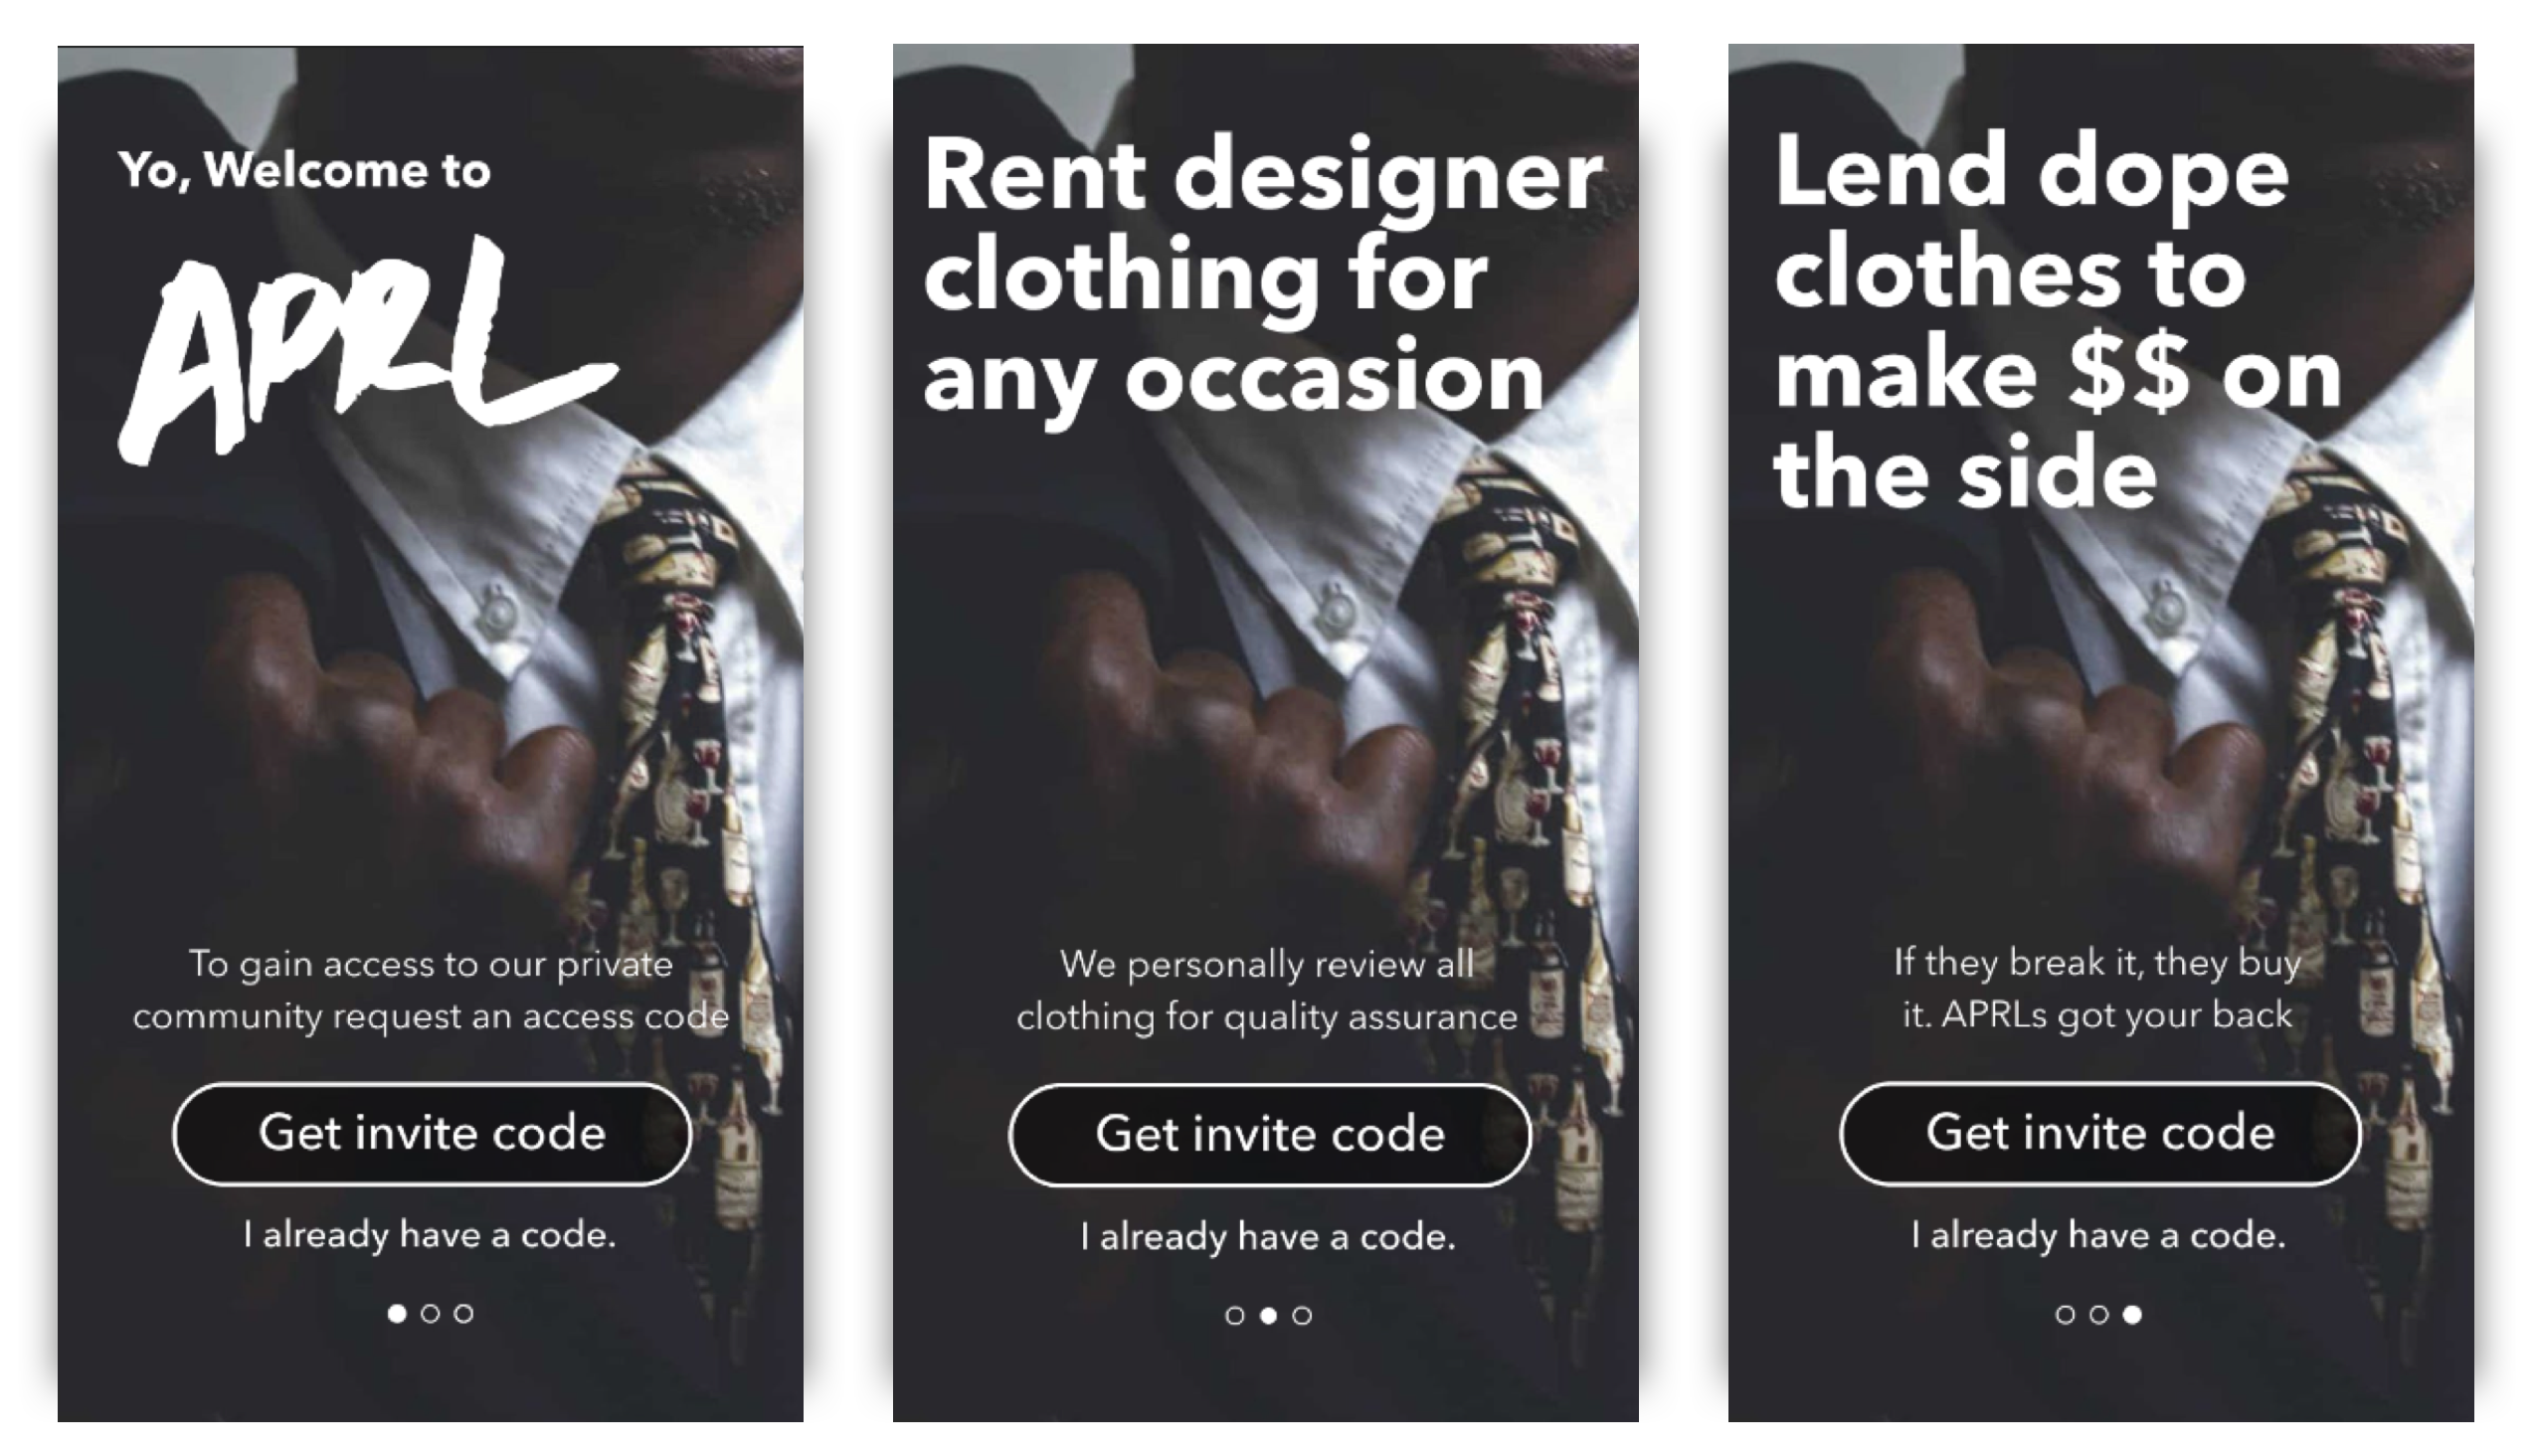 Yo, Welcome to
APRL
To gain access to our private
community request an access code
Get invite code
I already have a code.
Rent designer
clothing for
any occasion
We personally review all
clothing for quality assurance
Get invite code
I already have a code.
Lend dope
clothes to
make $$ on
the side
If they break it, they buy
it. APRLs got your back
Get invite code
I already have a code.